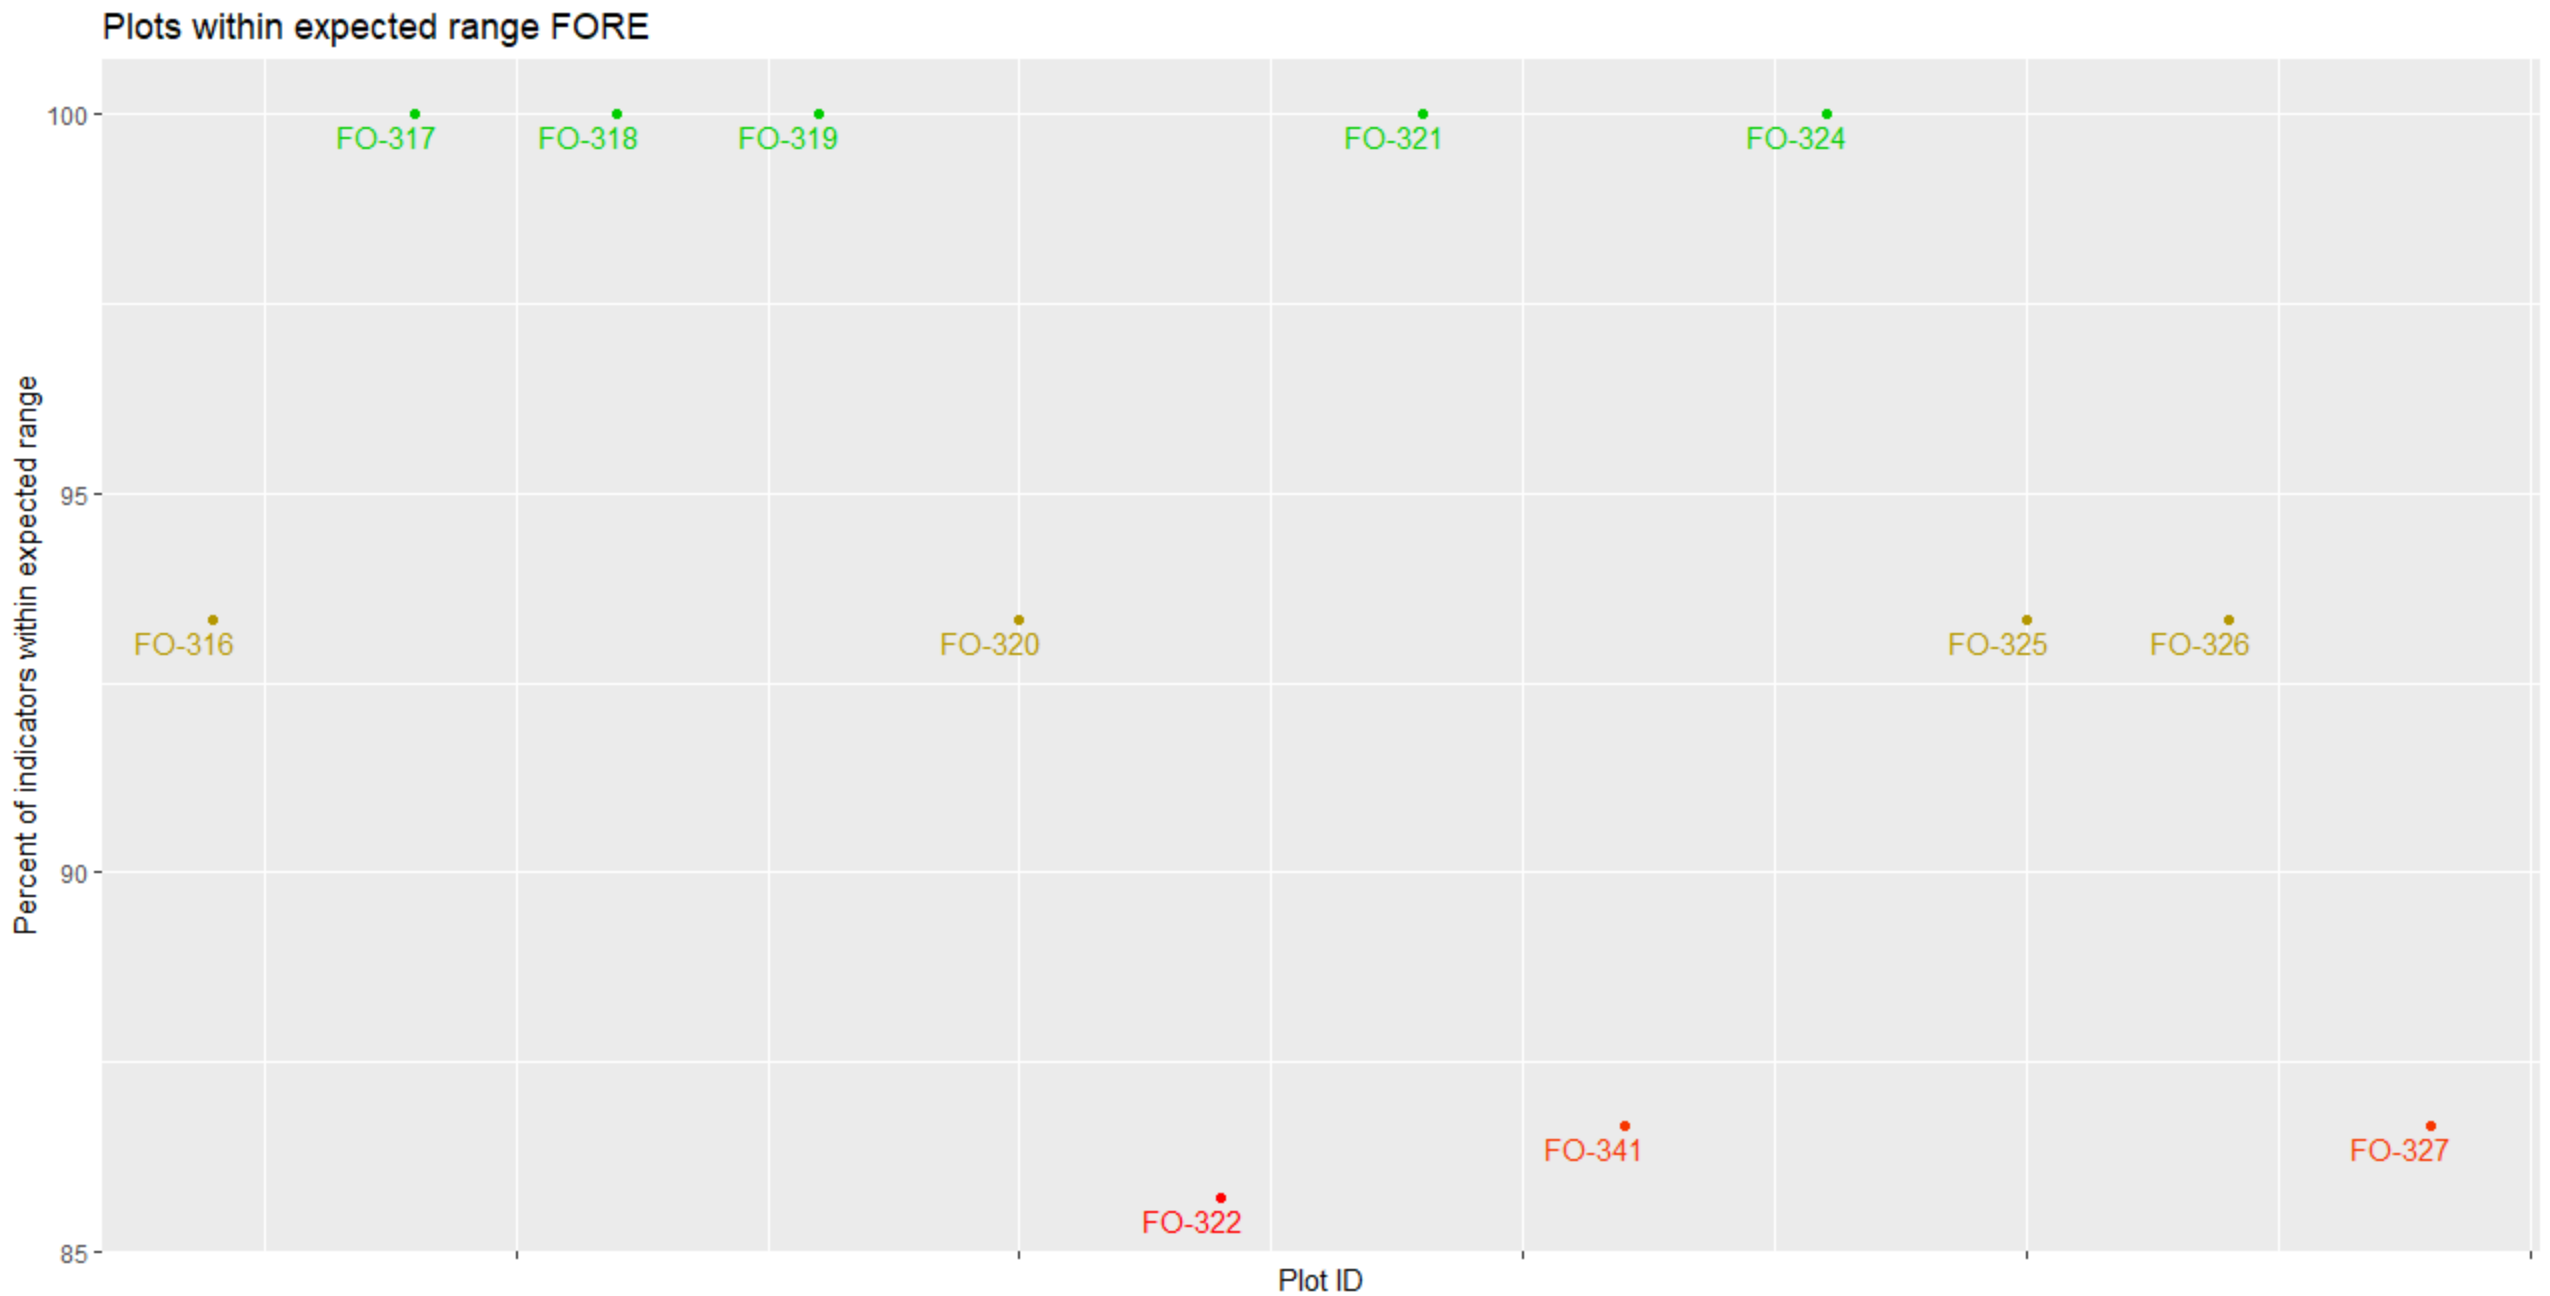 Plots within expected range FORE
Percent of indicators within expected range
100
95
90
85
FO-317
FO-318
FO-319
FO-321
FO-324
FO-316
FO-320
FO-325
FO-326
FO-341
FO-327
FO-322
Plot ID